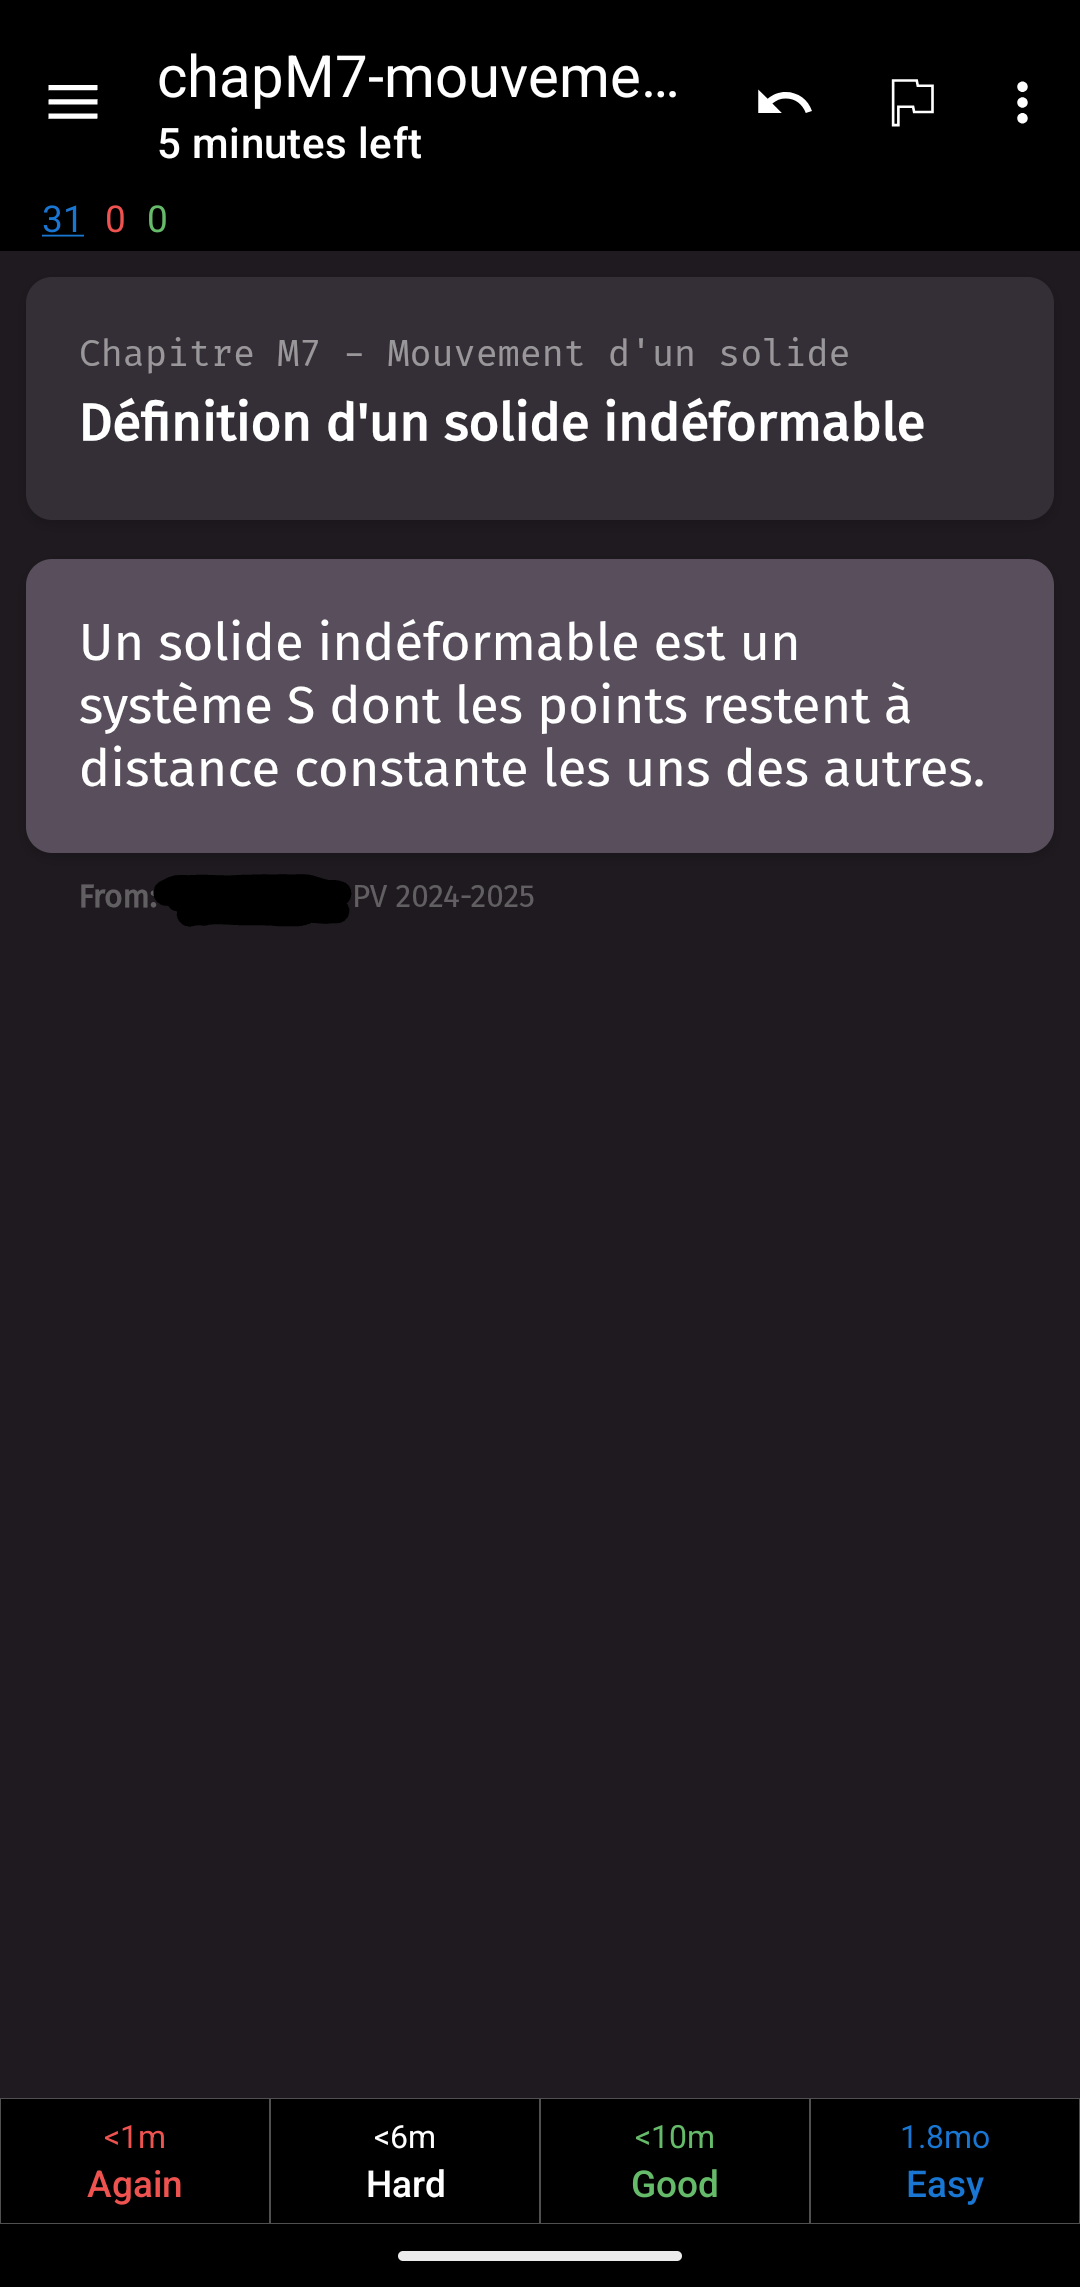 chapM7-mouveme...
5 minutes left
31 0 0
Chapitre M7 - Mouvement d'un solide
Définition d'un solide indéformable
Un solide indéformable est un
système S dont les points restent à
distance constante les uns des autres.
From: PV 2024-2025
<1m <6m <10m 1.8mo
Again Hard Good Easy